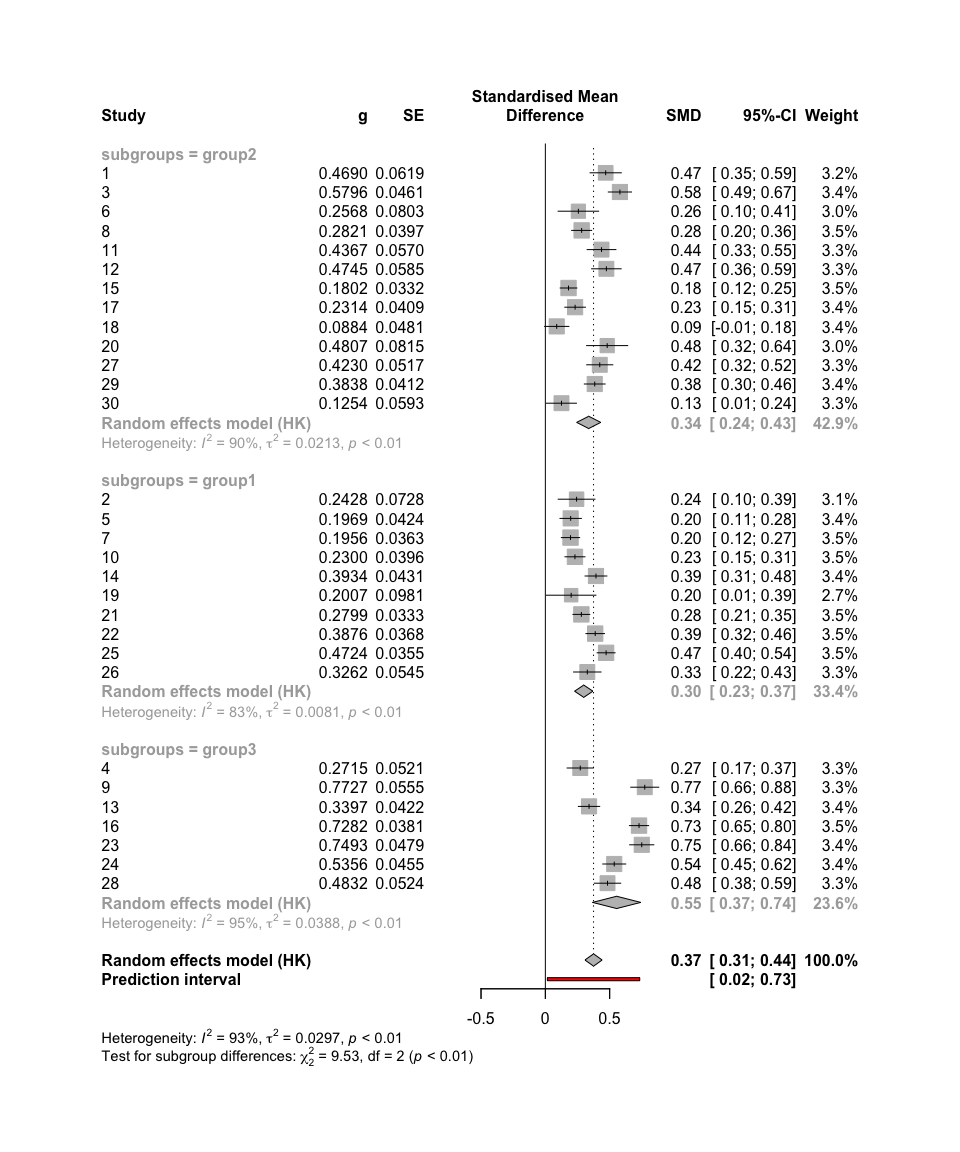 Standardised Mean
Study g SE Difference SMD 95%-CI Weight
subgroups = group2
1 0.4690 0.0619 0.47 [ 0.35; 0.59] 3.2%
3 0.5796 0.0461 0.58 [ 0.49; 0.67] 3.4%
6 0.2568 0.0803 0.26 [ 0.10; 0.41] 3.0%
8 0.2821 0.0397 0.28 [ 0.20; 0.36] 3.5%
11 0.4367 0.0570 0.44 [ 0.33; 0.55] 3.3%
12 0.4745 0.0585 0.47 [ 0.36; 0.59] 3.3%
15 0.1802 0.0332 0.18 [ 0.12; 0.25] 3.5%
17 0.2314 0.0409 0.23 [ 0.15; 0.31] 3.4%
18 0.0884 0.0481 0.09 [-0.01; 0.18] 3.4%
20 0.4807 0.0815 0.48 [ 0.32; 0.64] 3.0%
27 0.4230 0.0517 0.42 [ 0.32; 0.52] 3.3%
29 0.3838 0.0412 0.38 [ 0.30; 0.46] 3.4%
30 0.1254 0.0593 0.13 [ 0.01; 0.24] 3.3%
Random effects model (HK) 0.34 [ 0.24; 0.43] 42.9%
Heterogeneity: I² = 90%, τ² = 0.0213, p < 0.01
subgroups = group1
2 0.2428 0.0728 0.24 [ 0.10; 0.39] 3.1%
5 0.1969 0.0424 0.20 [ 0.11; 0.28] 3.4%
7 0.1956 0.0363 0.20 [ 0.12; 0.27] 3.5%
10 0.2300 0.0396 0.23 [ 0.15; 0.31] 3.5%
14 0.3934 0.0431 0.39 [ 0.31; 0.48] 3.4%
19 0.2007 0.0981 0.20 [ 0.01; 0.39] 2.7%
21 0.2799 0.0333 0.28 [ 0.21; 0.35] 3.5%
22 0.3876 0.0368 0.39 [ 0.32; 0.46] 3.5%
25 0.4724 0.0355 0.47 [ 0.40; 0.54] 3.5%
26 0.3262 0.0545 0.33 [ 0.22; 0.43] 3.3%
Random effects model (HK) 0.30 [ 0.23; 0.37] 33.4%
Heterogeneity: I² = 83%, τ² = 0.0081, p < 0.01
subgroups = group3
4 0.2715 0.0521 0.27 [ 0.17; 0.37] 3.3%
9 0.7727 0.0555 0.77 [ 0.66; 0.88] 3.3%
13 0.3397 0.0422 0.34 [ 0.26; 0.42] 3.4%
16 0.7282 0.0381 0.73 [ 0.65; 0.80] 3.5%
23 0.7493 0.0479 0.75 [ 0.66; 0.84] 3.4%
24 0.5356 0.0455 0.54 [ 0.45; 0.62] 3.4%
28 0.4832 0.0524 0.48 [ 0.38; 0.59] 3.3%
Random effects model (HK) 0.55 [ 0.37; 0.74] 23.6%
Heterogeneity: I² = 95%, τ² = 0.0388, p < 0.01
Random effects model (HK) 0.37 [ 0.31; 0.44] 100.0%
Prediction interval [ 0.02; 0.73]
-0.5 0 0.5
Heterogeneity: I² = 93%, τ² = 0.0297, p < 0.01
Test for subgroup differences: χ²₂ = 9.53, df = 2 (p < 0.01)